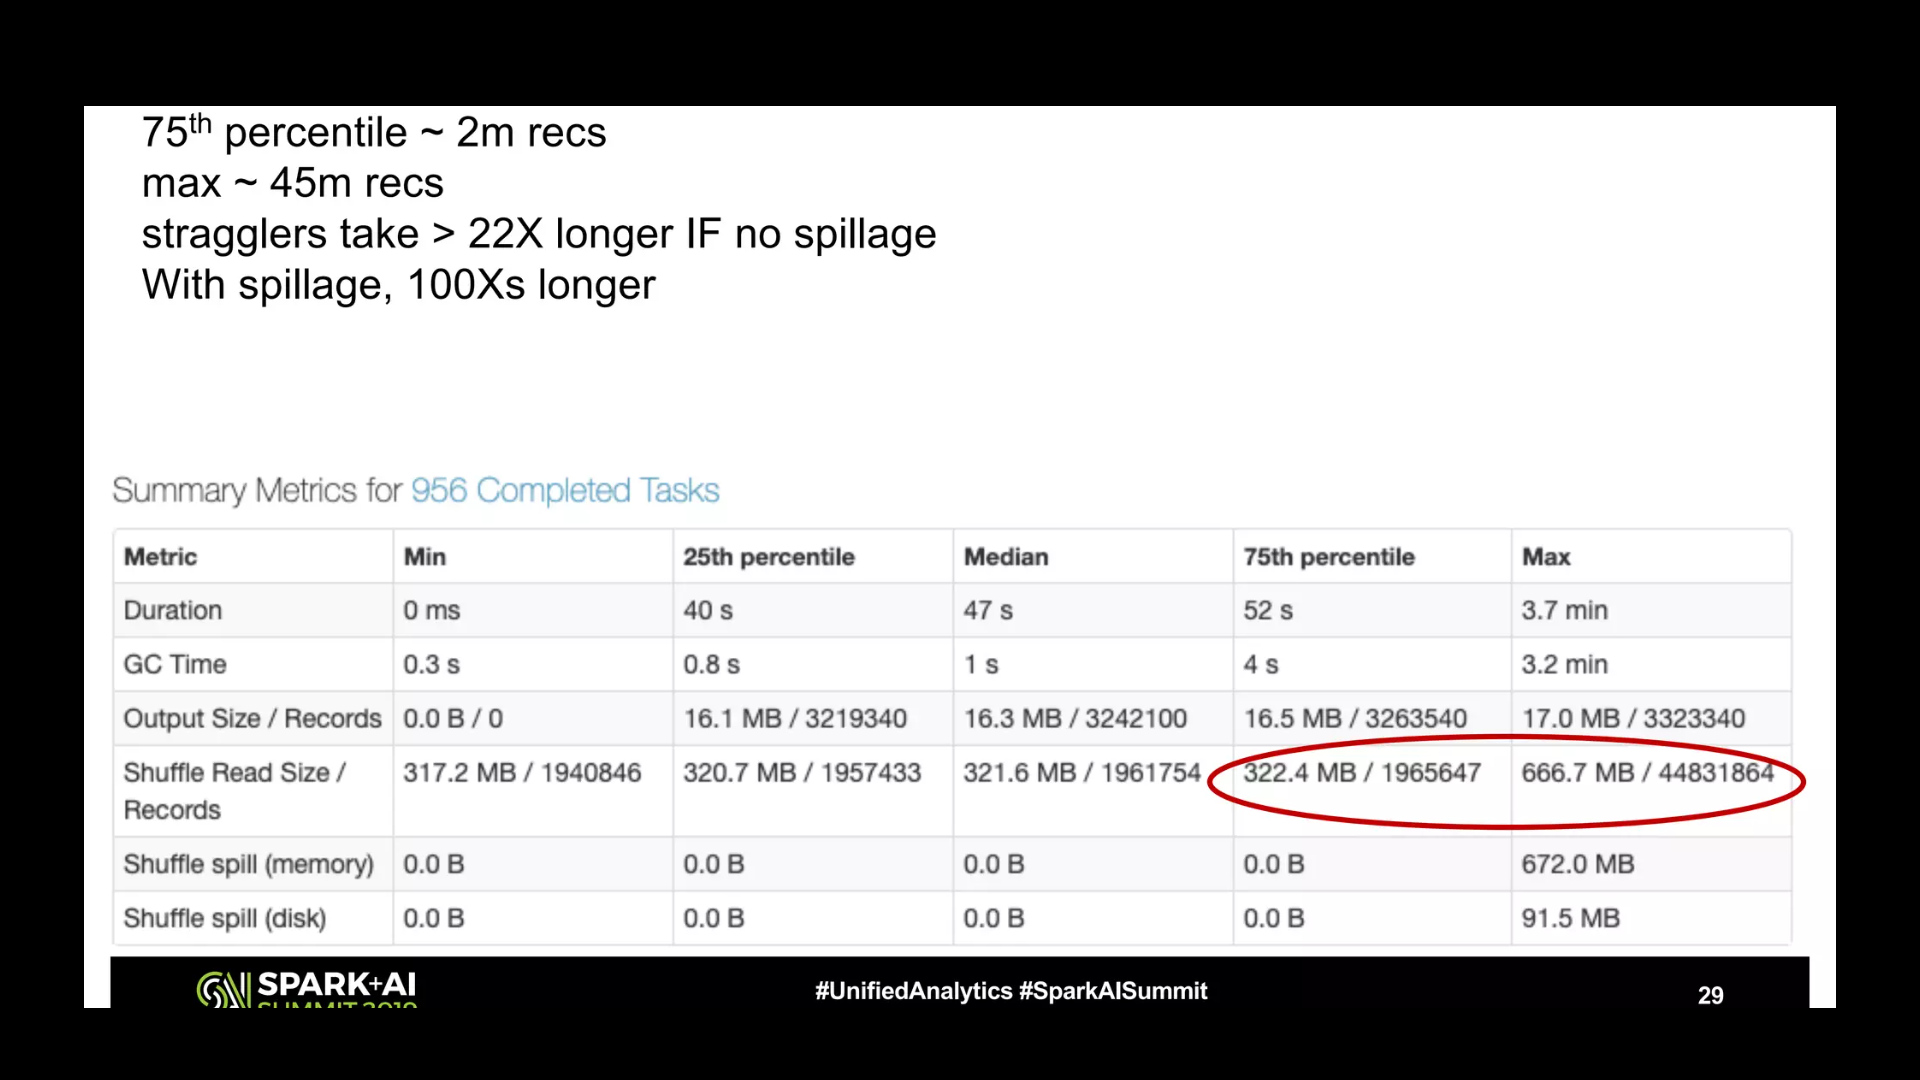 75th percentile ~ 2m recs
max ~ 45m recs
stragglers take > 22X longer IF no spillage
With spillage, 100Xs longer
Summary Metrics for 956 Completed Tasks
Metric Min 25th percentile Median 75th percentile Max
Duration 0 ms 40 s 47 s 52 s 3.7 min
GC Time 0.3 s 0.8 s 1 s 4 s 3.2 min
Output Size / Records 0.0 B / 0 16.1 MB / 3219340 16.3 MB / 3242100 16.5 MB / 3263540 17.0 MB / 3323340
Shuffle Read Size / Records 317.2 MB / 1940846 320.7 MB / 1957433 321.6 MB / 1961754 322.4 MB / 1965647 666.7 MB / 44831864
Shuffle spill (memory) 0.0 B 0.0 B 0.0 B 0.0 B 672.0 MB
Shuffle spill (disk) 0.0 B 0.0 B 0.0 B 0.0 B 91.5 MB
SPARK+AI
SUMMIT 2019
#UnifiedAnalytics #SparkAISummit
29